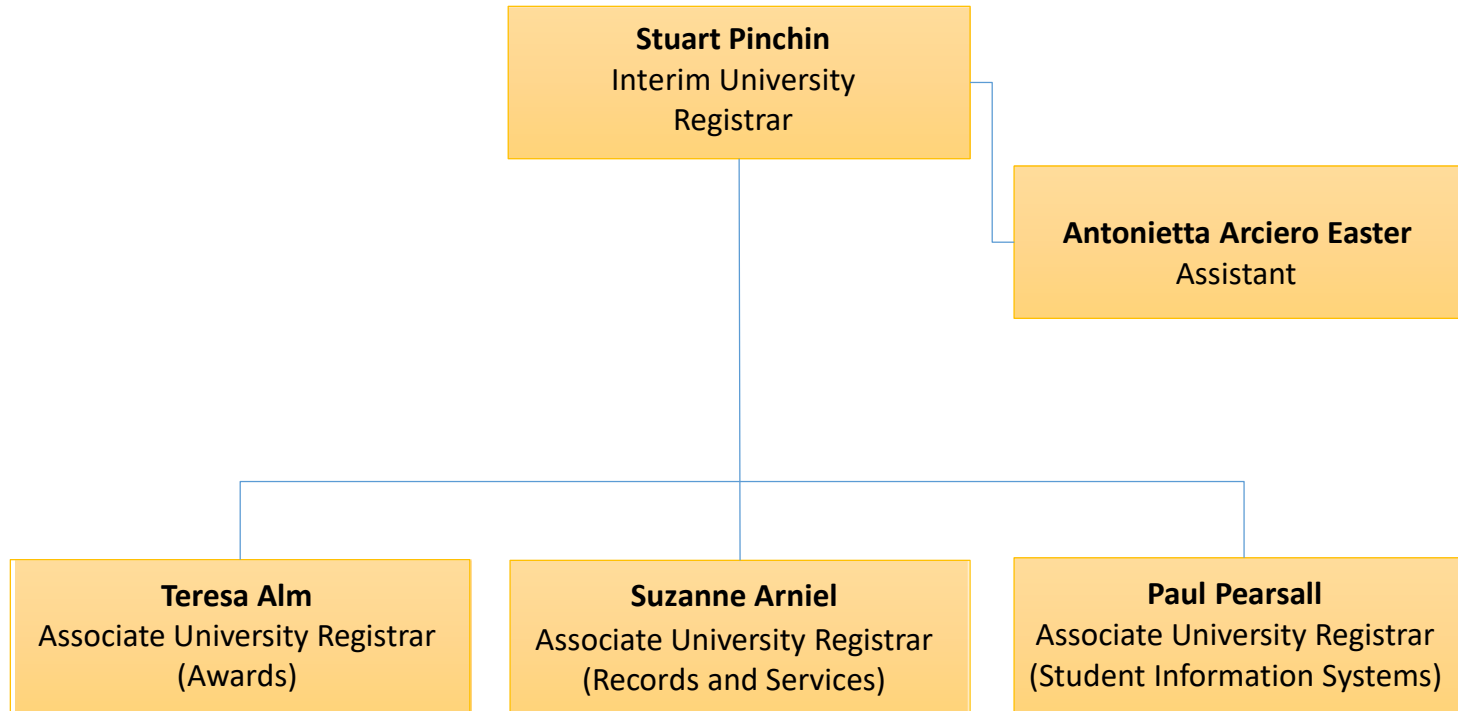 Stuart Pinchin
Interim University
Registrar
Antonietta Arciero Easter
Assistant
Teresa Alm
Associate University Registrar
(Awards)
Suzanne Arniel
Associate University Registrar
(Records and Services)
Paul Pearsall
Associate University Registrar
(Student Information Systems)